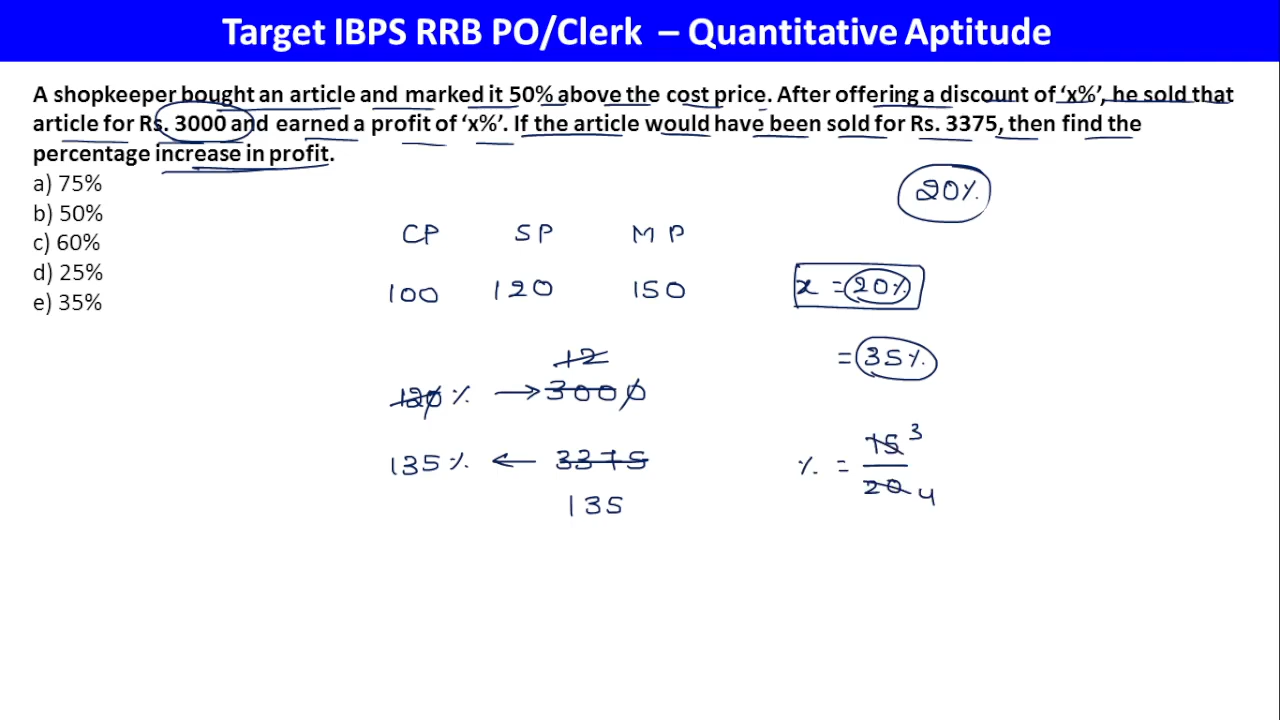 Target IBPS RRB PO/Clerk – Quantitative Aptitude
A shopkeeper bought an article and marked it 50% above the cost price. After offering a discount of ‘x%’, he sold that
article for Rs. 3000 and earned a profit of ‘x%’. If the article would have been sold for Rs. 3375, then find the
percentage increase in profit.
a) 75%
b) 50%
c) 60%
d) 25%
e) 35%
20%
CP SP MP
100 120 150
x = 20%
= 35%
12
120 % → 3000 0
135 % ← 3375
135
% = 15 3
20 4